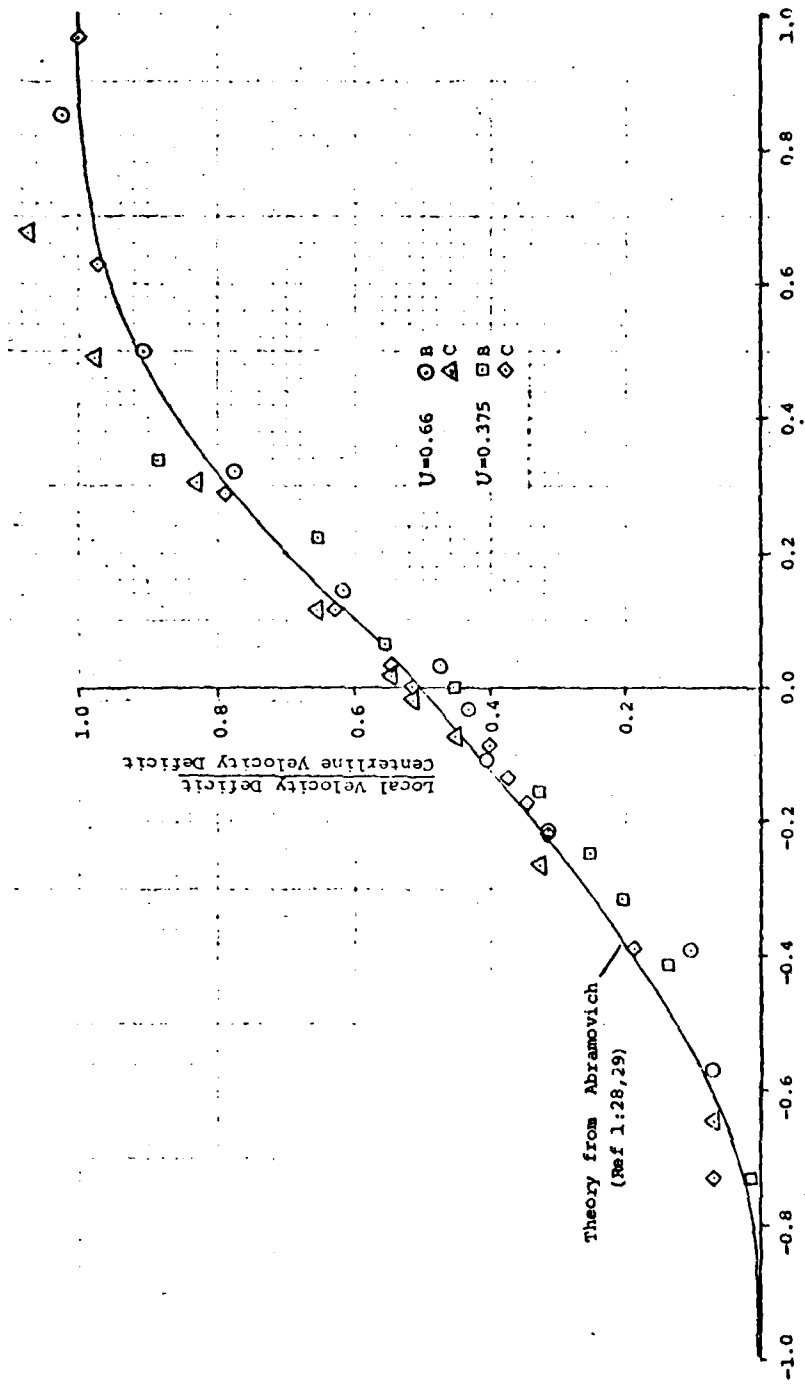 Local Velocity Deficit
Centerline Velocity Deficit
1.0
0.8
0.6
0.4
0.2
U=0.66 B
C
U=0.375 B
C
Theory from Abramovich
(Ref 1:28,29)
-1.0
-0.8
-0.6
-0.4
-0.2
0.0
0.2
0.4
0.6
0.8
1.0